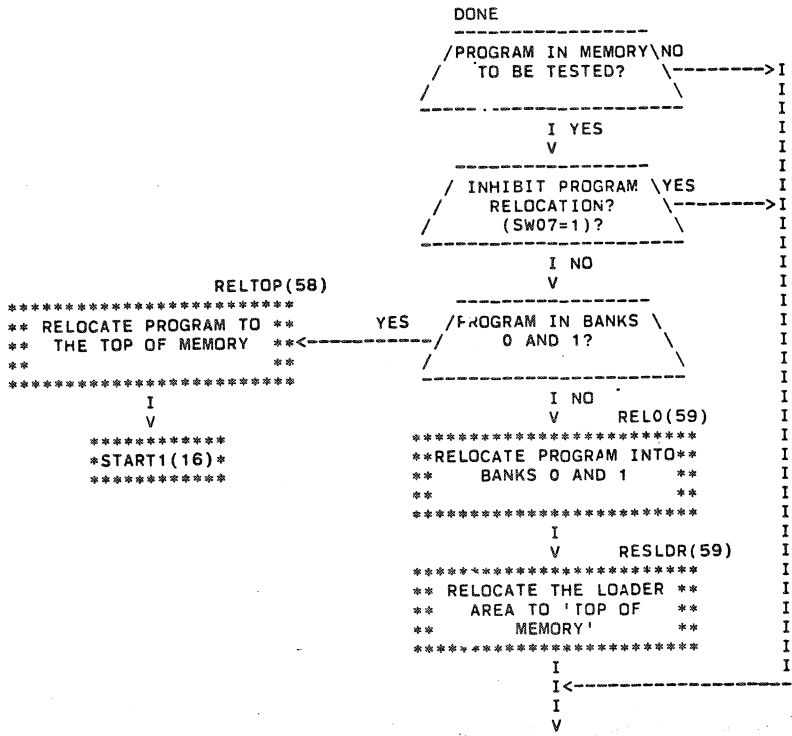 DONE
PROGRAM IN MEMORY NO
TO BE TESTED?
I YES
V
INHIBIT PROGRAM YES
RELOCATION?
(SW07=1)?
I NO
V
RELTOP(58)
** RELOCATE PROGRAM TO **
** THE TOP OF MEMORY **
YES
PROGRAM IN BANKS
0 AND 1?
I
V
*START1(16)*
I NO
V RELO(59)
**RELOCATE PROGRAM INTO**
** BANKS 0 AND 1 **
I
V RESLDR(59)
** RELOCATE THE LOADER **
** AREA TO 'TOP OF **
** MEMORY' **
I
I
I
V